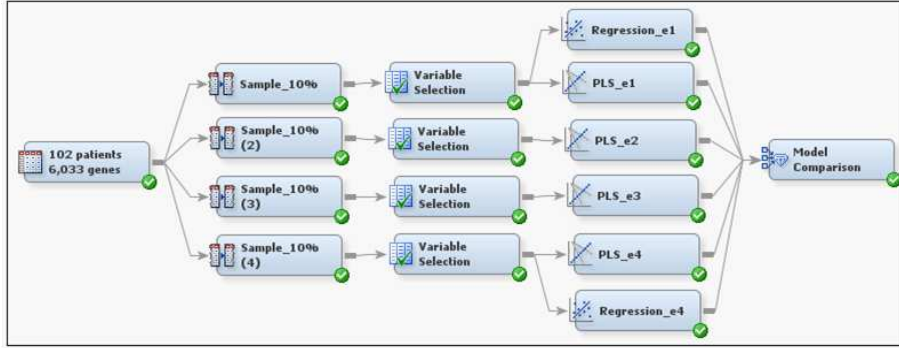 Regression_e1
Sample_10%
Variable
Selection
PLS_e1
102 patients
6,033 genes
Sample_10%
(2)
Variable
Selection
PLS_e2
Model
Comparison
Sample_10%
(3)
Variable
Selection
PLS_e3
Sample_10%
(4)
Variable
Selection
PLS_e4
Regression_e4